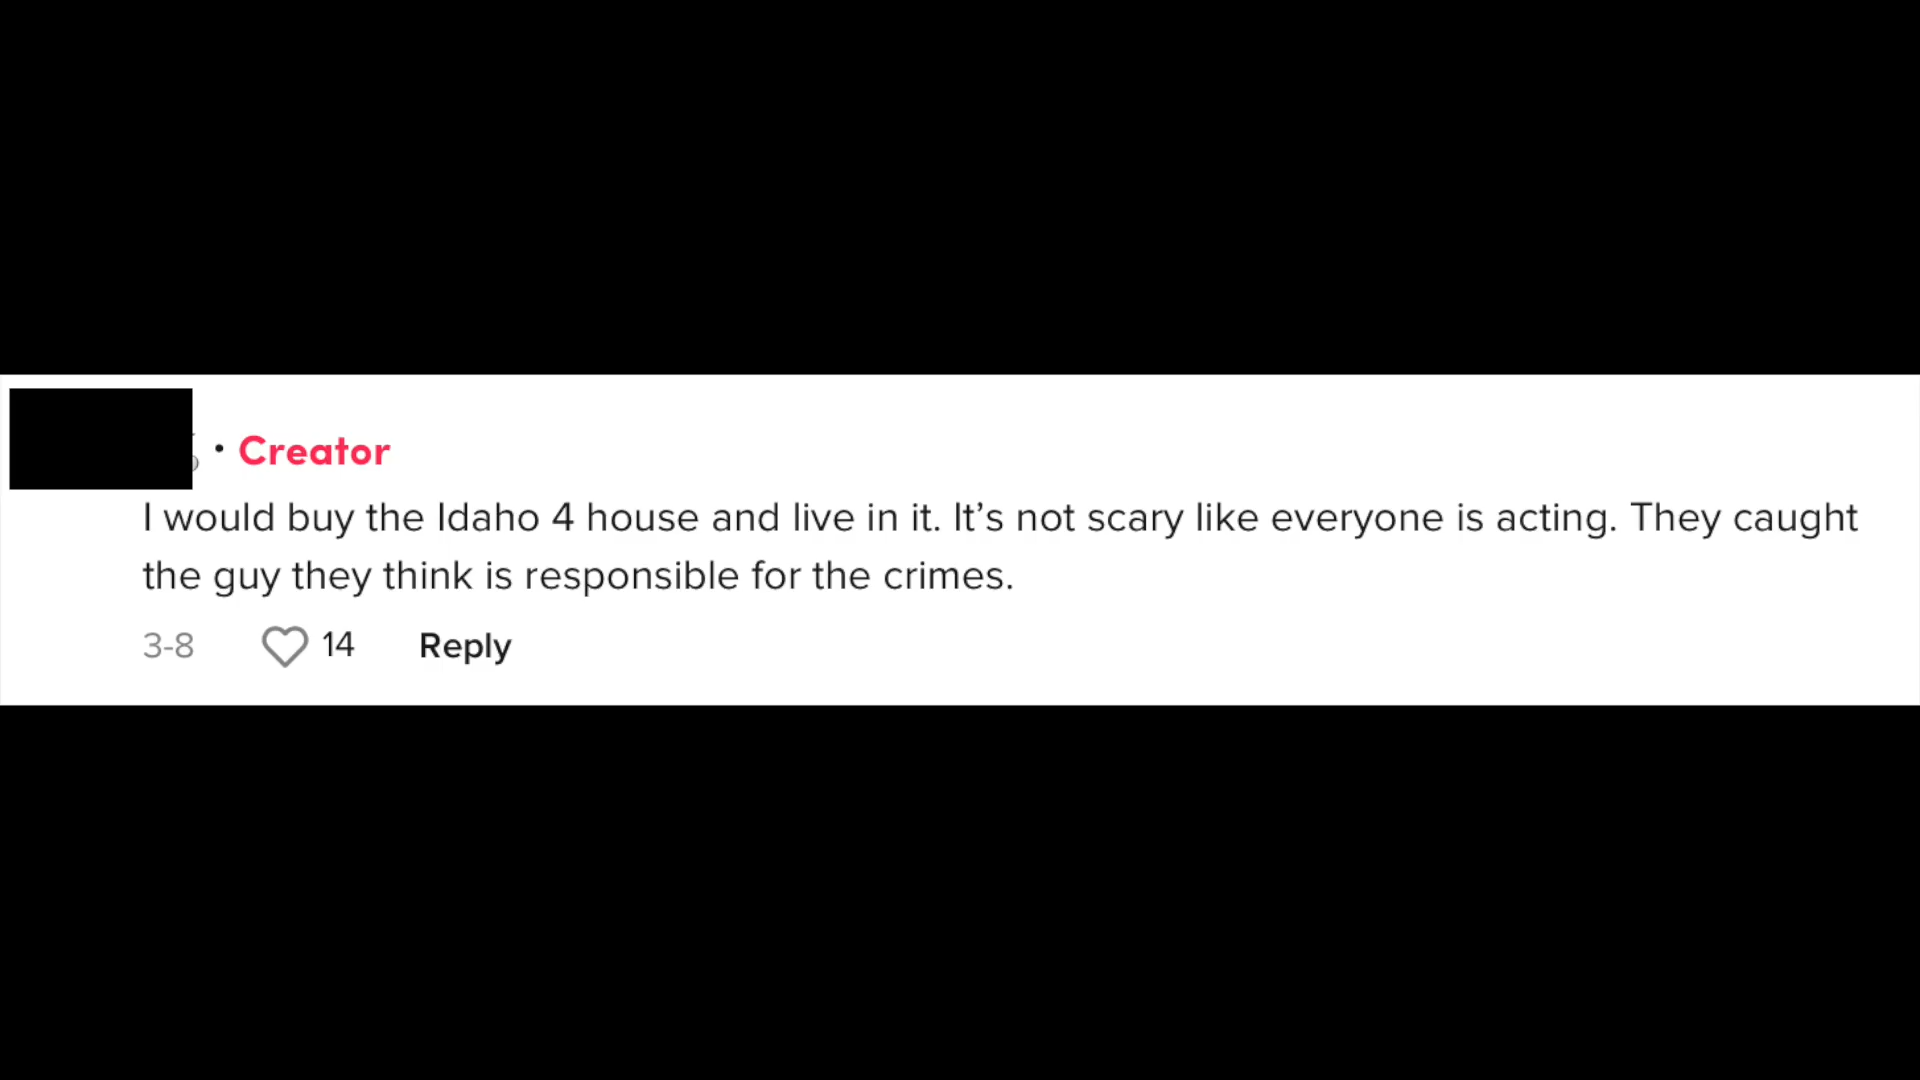 • Creator
I would buy the Idaho 4 house and live in it. It’s not scary like everyone is acting. They caught
the guy they think is responsible for the crimes.
3-8 14 Reply